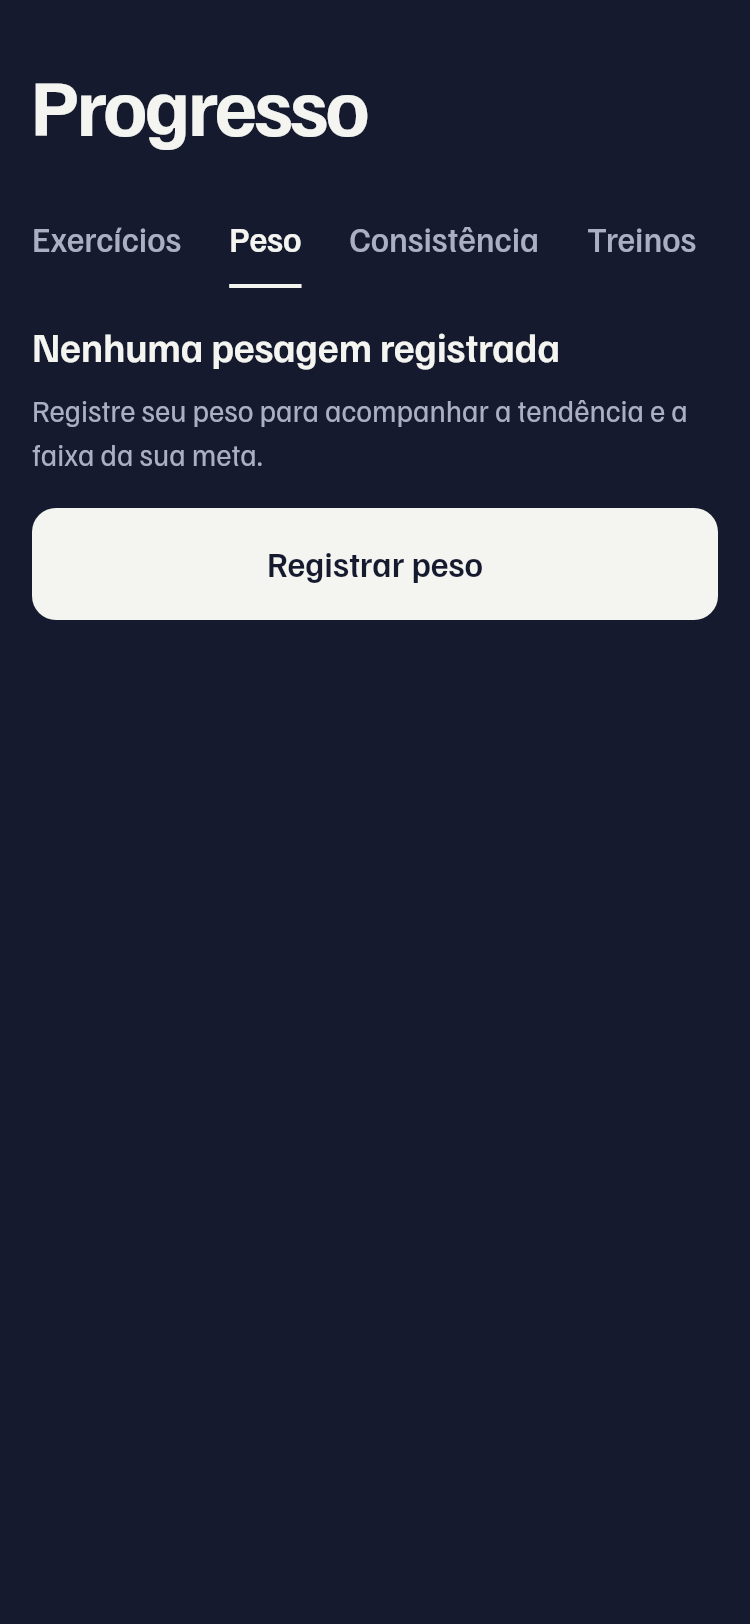 Progresso
Exercícios Peso Consistência Treinos
Nenhuma pesagem registrada
Registre seu peso para acompanhar a tendência e a
faixa da sua meta.
Registrar peso